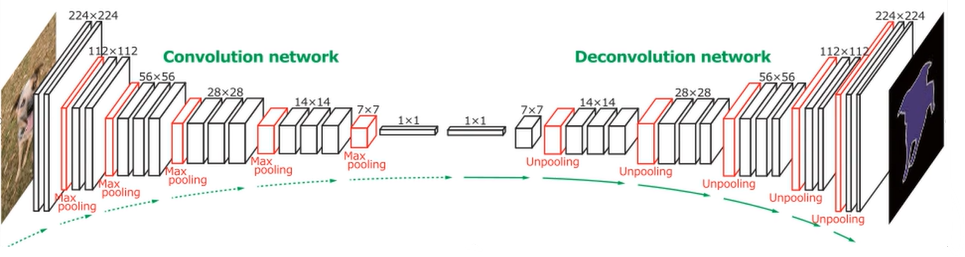 224×224
112×112
Convolution network
56×56
28×28
14×14
7×7
1×1
1×1
7×7
14×14
28×28
Deconvolution network
56×56
112×112
224×224
Max
pooling
Max
pooling
Max
pooling
Max
pooling
Max
pooling
Unpooling
Unpooling
Unpooling
Unpooling
Unpooling